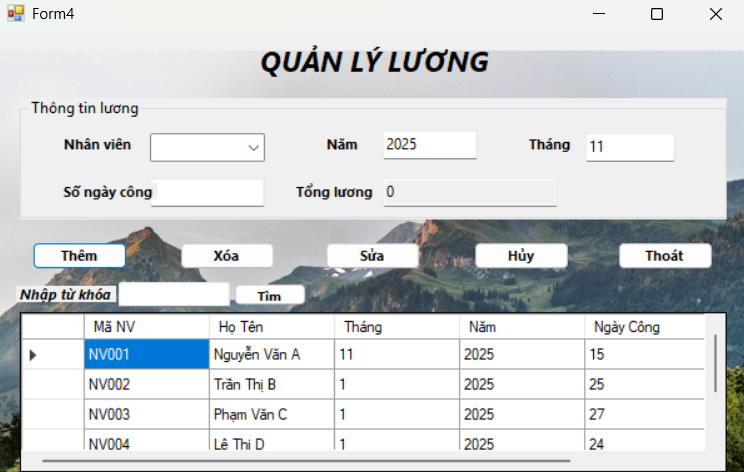 Form4
QUẢN LÝ LƯƠNG
Thông tin lương
Nhân viên Năm 2025 Tháng 11
Số ngày công Tổng lương 0
Thêm Xóa Sửa Hủy Thoát
Nhập từ khóa Tìm
Mã NV Họ Tên Tháng Năm Ngày Công
NV001 Nguyễn Văn A 11 2025 15
NV002 Trần Thị B 1 2025 25
NV003 Phạm Văn C 1 2025 27
NV004 Lê Thị D 1 2025 24